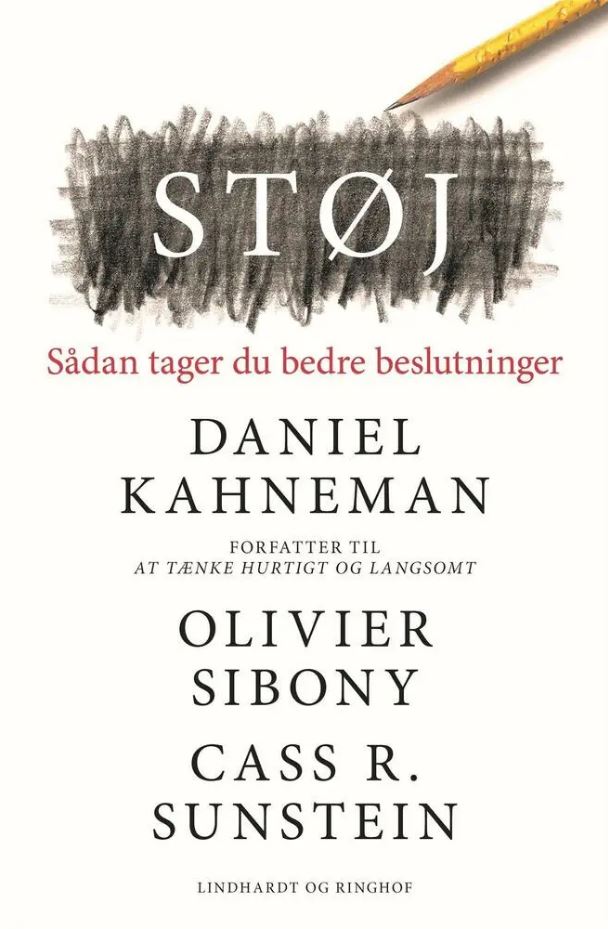 STØJ
Sådan tager du bedre beslutninger
DANIEL
KAHNEMAN
FORFATTER TIL
AT TÆNKE HURTIGT OG LANGSOMT
OLIVIER
SIBONY
CASS R.
SUNSTEIN
LINDHARDT OG RINGHOF